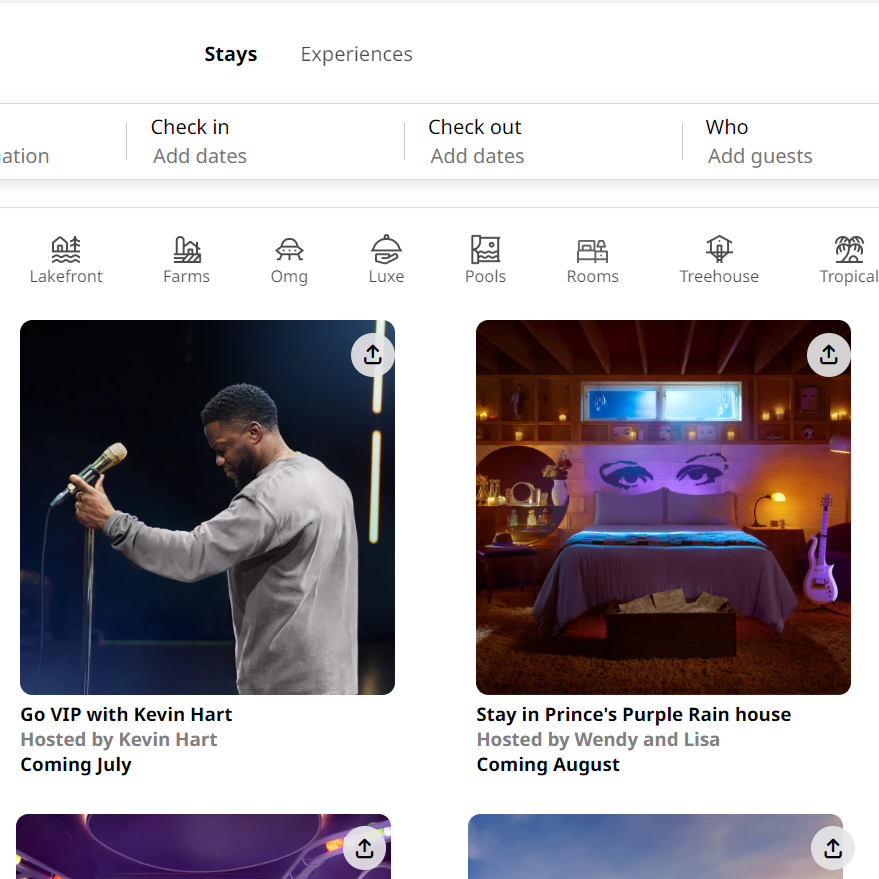 Stays Experiences
Check in Check out Who
ation Add dates Add dates Add guests
Lakefront Farms Omg Luxe Pools Rooms Treehouse Tropical
Go VIP with Kevin Hart
Hosted by Kevin Hart
Coming July
Stay in Prince's Purple Rain house
Hosted by Wendy and Lisa
Coming August